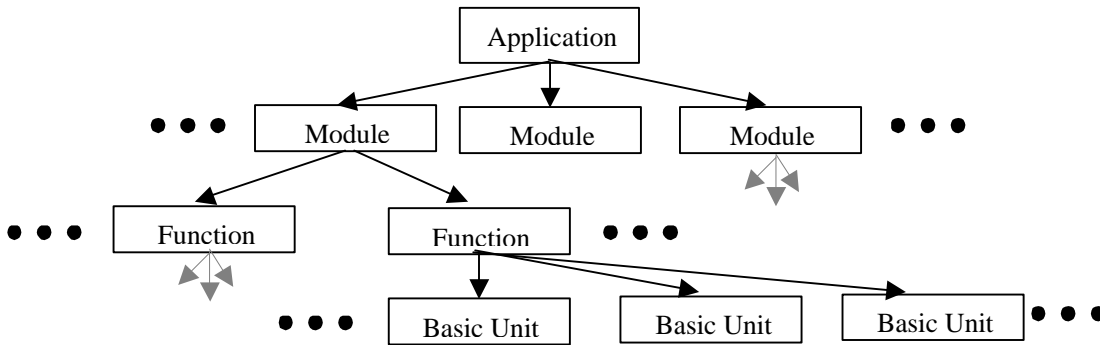 Application
Module
Module
Module
Function
Function
Basic Unit
Basic Unit
Basic Unit